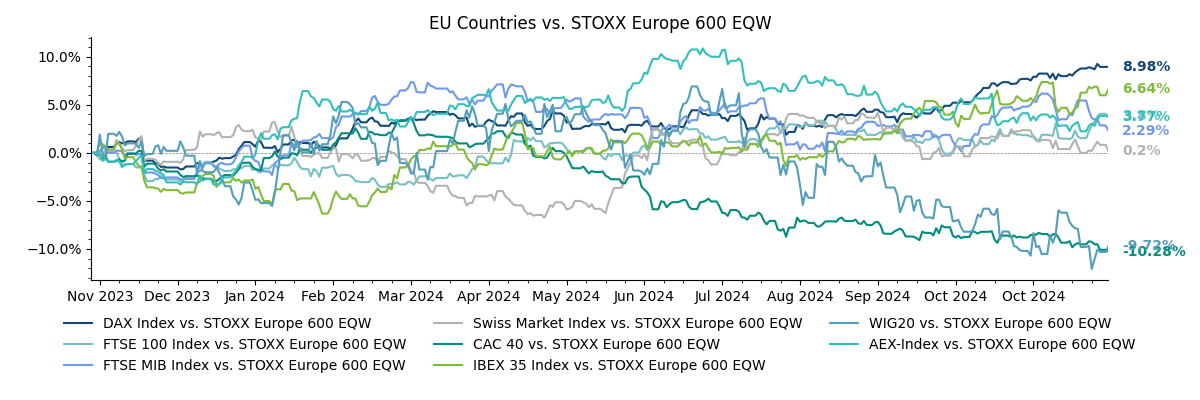 EU Countries vs. STOXX Europe 600 EQW
10.0%
5.0%
0.0%
−5.0%
−10.0%
8.98%
6.64%
2.29%
0.2%
-9.72%
-10.28%
Nov 2023 Dec 2023 Jan 2024 Feb 2024 Mar 2024 Apr 2024 May 2024 Jun 2024 Jul 2024 Aug 2024 Sep 2024 Oct 2024 Oct 2024
DAX Index vs. STOXX Europe 600 EQW Swiss Market Index vs. STOXX Europe 600 EQW WIG20 vs. STOXX Europe 600 EQW
FTSE 100 Index vs. STOXX Europe 600 EQW CAC 40 vs. STOXX Europe 600 EQW AEX-Index vs. STOXX Europe 600 EQW
FTSE MIB Index vs. STOXX Europe 600 EQW IBEX 35 Index vs. STOXX Europe 600 EQW